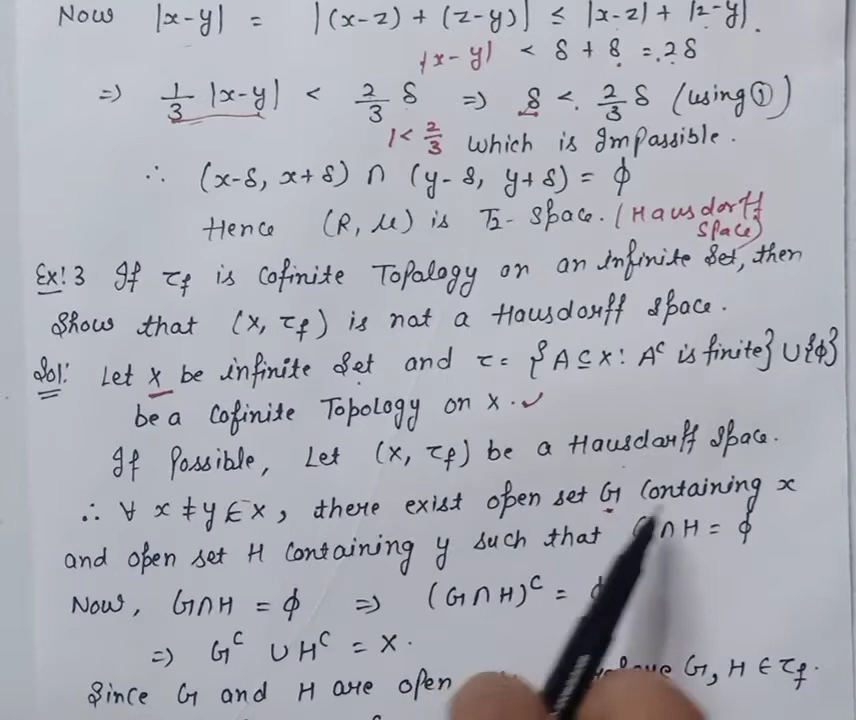 Now |x-y| = |(x-z) + (z-y)| ≤ |x-z| + |z-y|.
|x-y| < δ + δ = 2δ
=) 1/3 |x-y| < 2/3 δ =) δ < 2/3 δ (using ①)
1 < 2/3 which is Impassible.
∴ (x-δ, x+δ) ∩ (y-δ, y+δ) = ϕ
Hence (R, μ) is T2- Space. (Hausdorff Space)
Ex! 3 If τf is Cofinite Topalogy on an infinite Set, then
Show that (X, τf) is not a Hausdorff Space.
Sol! Let X be infinite Set and τ = {A ⊆ X : A^c is finite} ∪ {ϕ}
be a Cofinite Topology on X. ✓
If Possible, Let (X, τf) be a Hausdarff Space.
∴ ∀ x ≠ y ∈ X, there exist open set G Containing x
and open set H Containing y such that G ∩ H = ϕ
Now, G ∩ H = ϕ =) (G ∩ H)^c =
=) G^c ∪ H^c = X.
Since G and H are open G, H ∈ τf.